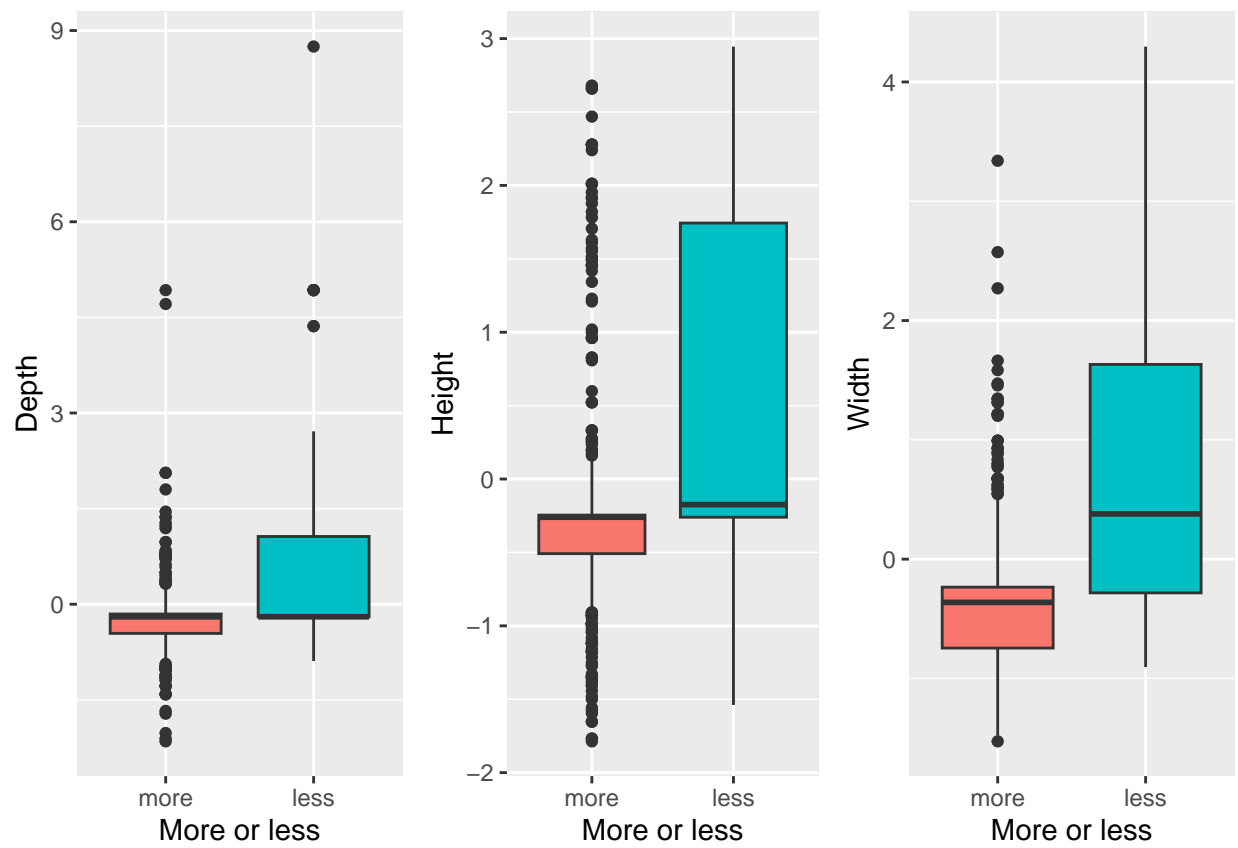 Depth
9
6
3
0
more
less
More or less
Height
3
2
1
0
−1
−2
more
less
More or less
Width
4
2
0
more
less
More or less